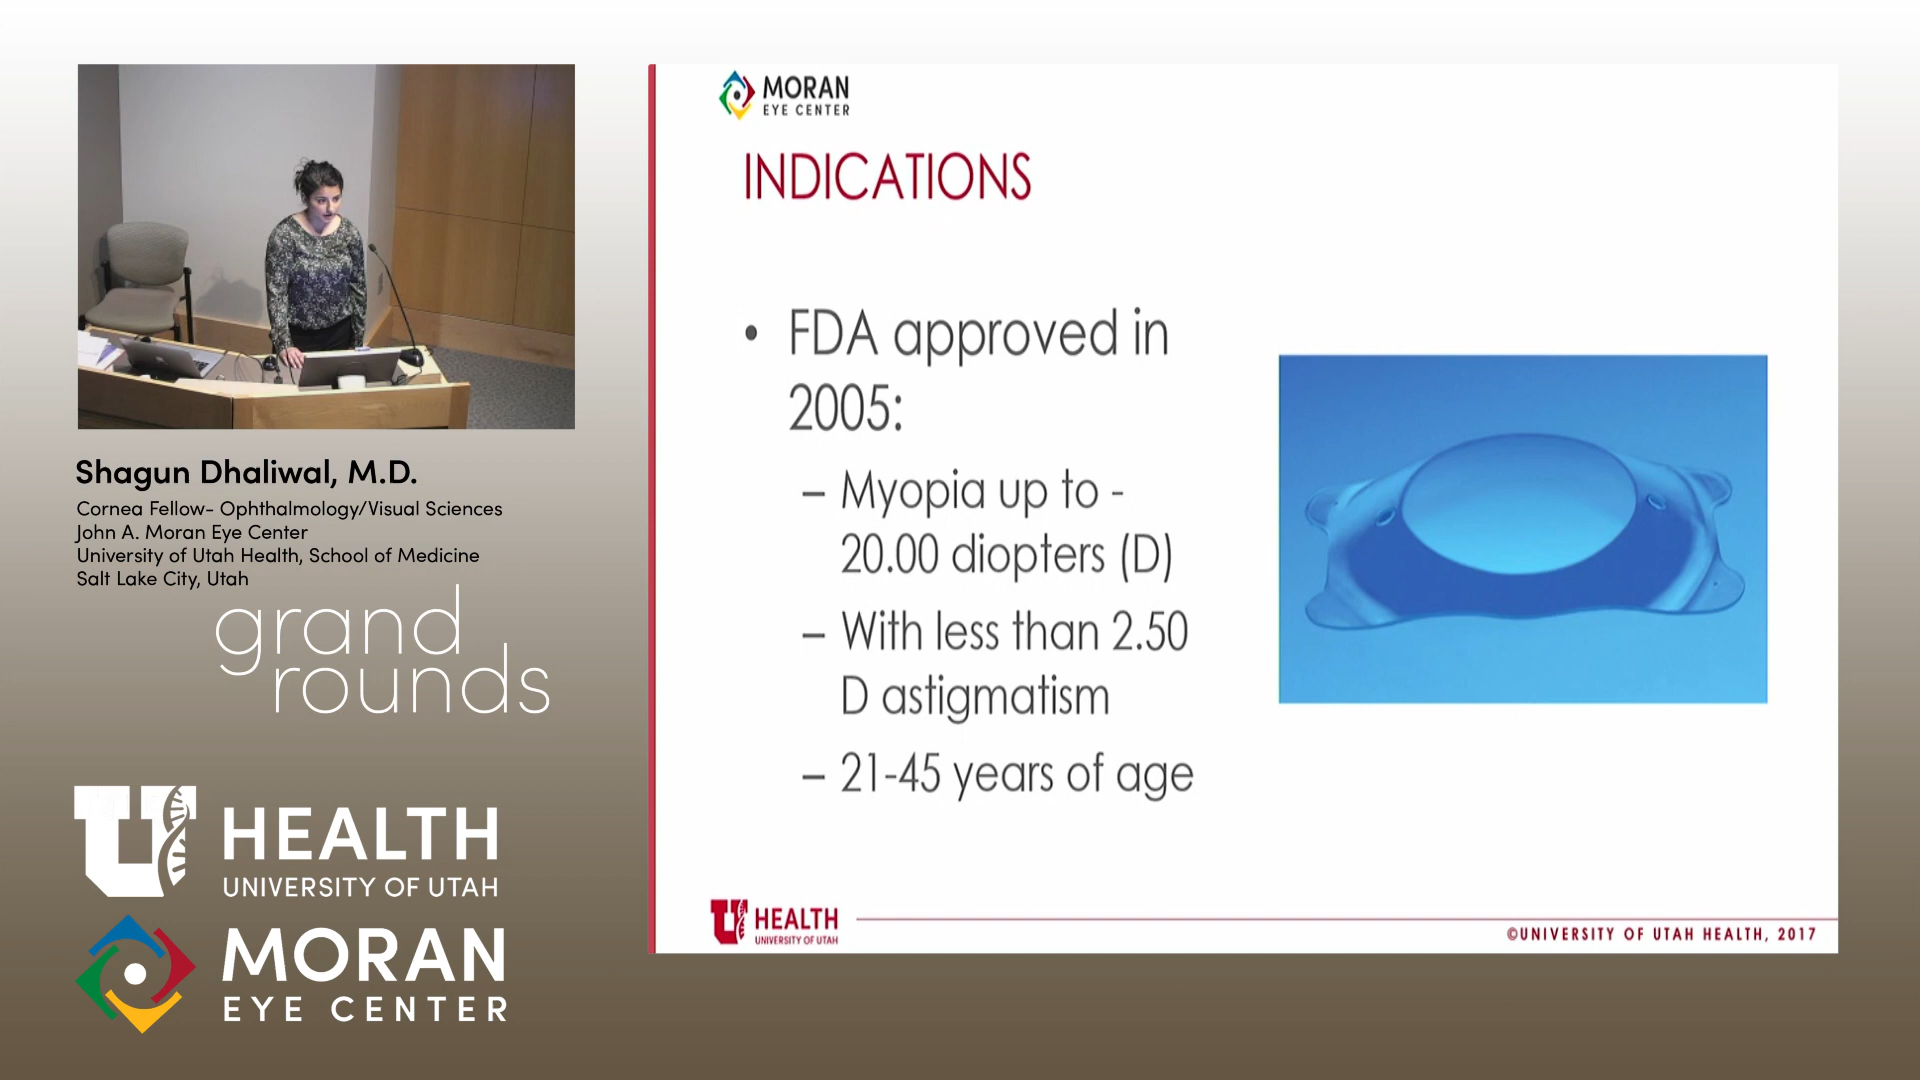 Shagun Dhaliwal, M.D.
Cornea Fellow- Ophthalmology/Visual Sciences
John A. Moran Eye Center
University of Utah Health, School of Medicine
Salt Lake City, Utah
grand
rounds
U HEALTH
UNIVERSITY OF UTAH
MORAN
EYE CENTER
MORAN
EYE CENTER
INDICATIONS
• FDA approved in
2005:
– Myopia up to -
20.00 diopters (D)
– With less than 2.50
D astigmatism
– 21-45 years of age
U HEALTH
UNIVERSITY OF UTAH
©UNIVERSITY OF UTAH HEALTH, 2017